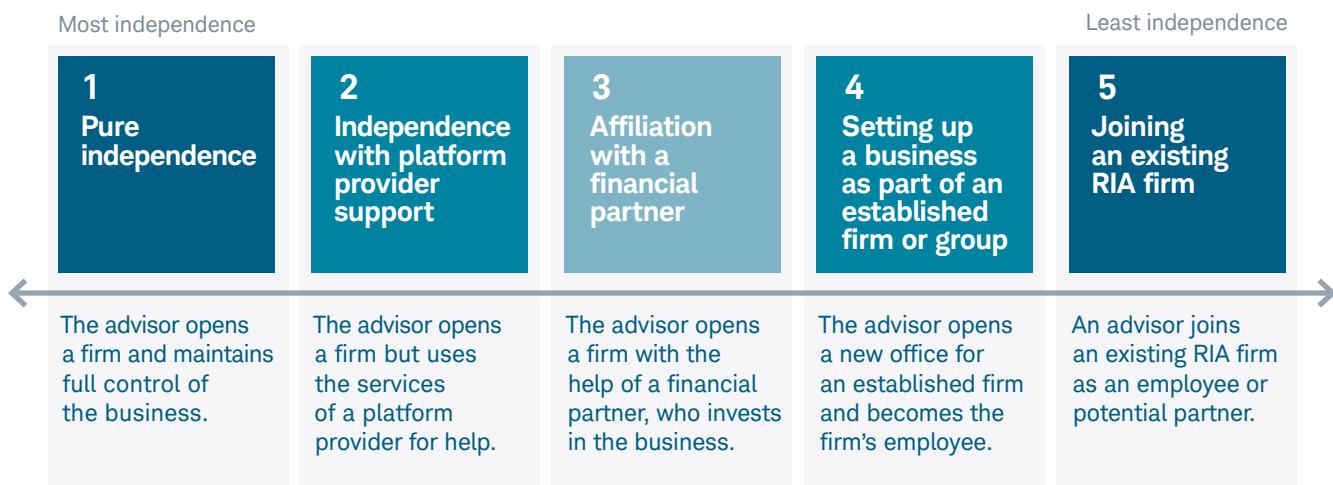 Most independence
Least independence
1
Pure
independence
2
Independence
with platform
provider
support
3
Affiliation
with a
financial
partner
4
Setting up
a business
as part of an
established
firm or group
5
Joining
an existing
RIA firm
The advisor opens
a firm and maintains
full control of
the business.
The advisor opens
a firm but uses
the services
of a platform
provider for help.
The advisor opens
a firm with the
help of a financial
partner, who invests
in the business.
The advisor opens
a new office for
an established firm
and becomes the
firm’s employee.
An advisor joins
an existing RIA firm
as an employee or
potential partner.